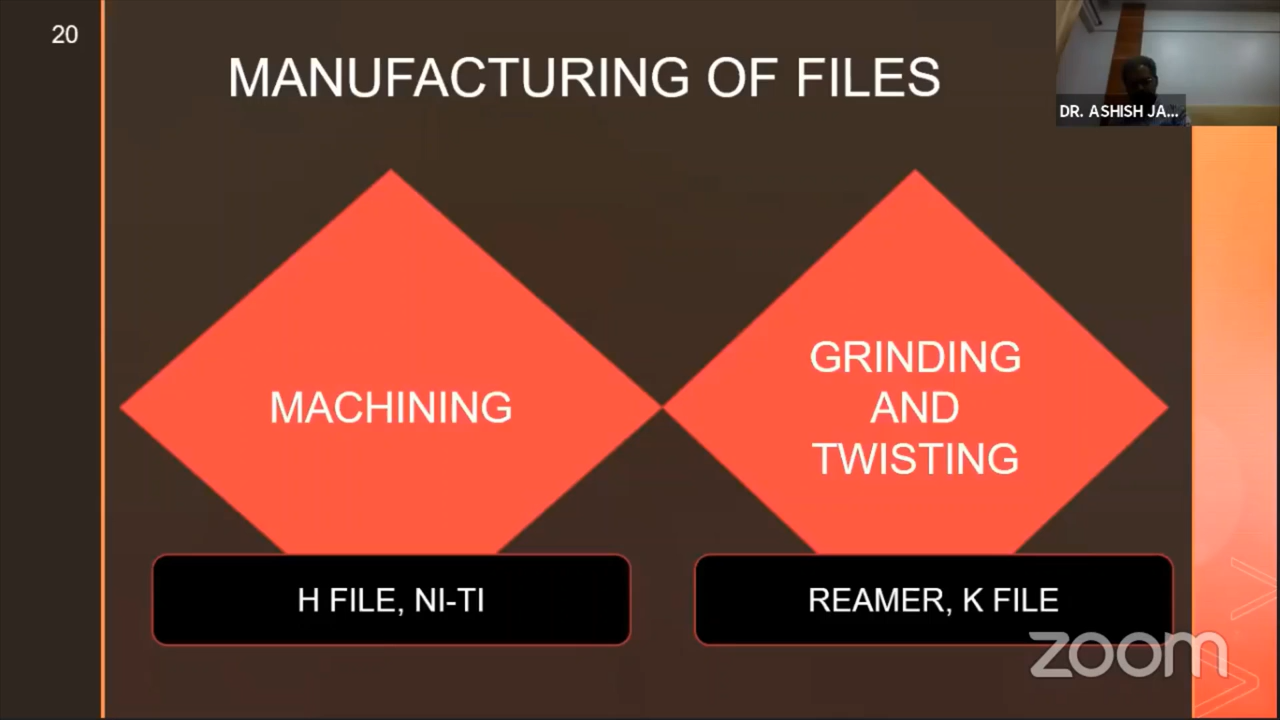 20
MANUFACTURING OF FILES
DR. ASHISH JA...
MACHINING
GRINDING
AND
TWISTING
H FILE, NI-TI
REAMER, K FILE
zoom